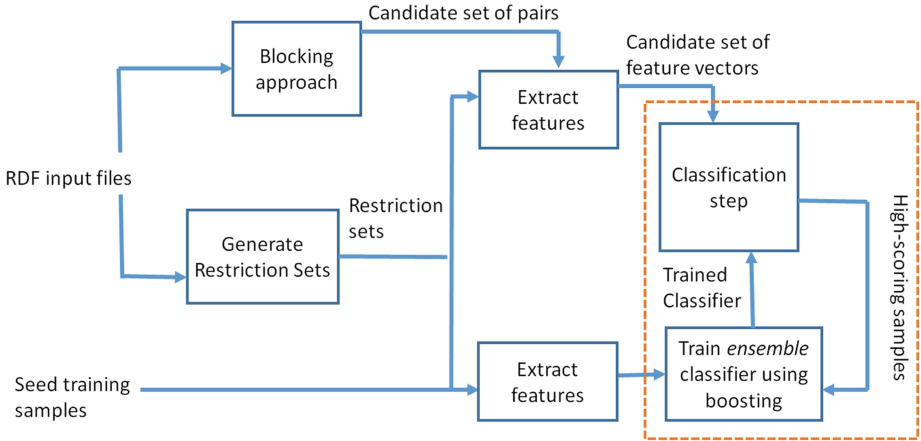 Candidate set of pairs
Blocking
approach
Candidate set of
feature vectors
Extract
features
RDF input files
Classification
step
Restriction
sets
Generate
Restriction Sets
High-scoring samples
Trained
Classifier
Train ensemble
classifier using
boosting
Extract
features
Seed training
samples